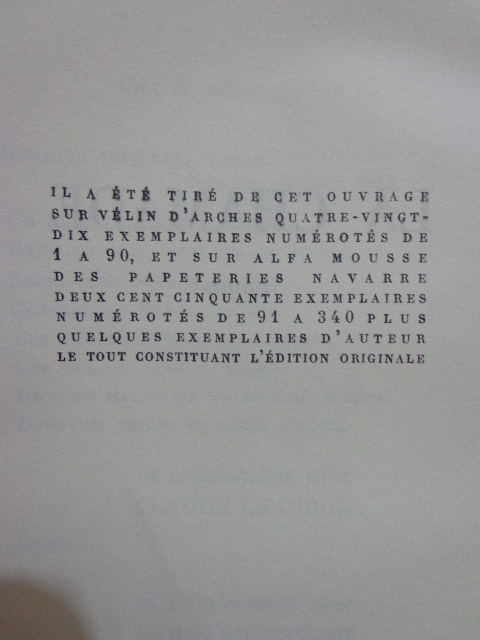 IL A ÉTÉ TIRÉ DE CET OUVRAGE
SUR VÉLIN D'ARCHES QUATRE-VINGT-
DIX EXEMPLAIRES NUMÉROTÉS DE
1 A 90, ET SUR ALFA MOUSSE
DES PAPETERIES NAVARRE
DEUX CENT CINQUANTE EXEMPLAIRES
NUMÉROTÉS DE 91 A 340 PLUS
QUELQUES EXEMPLAIRES D'AUTEUR
LE TOUT CONSTITUANT L'ÉDITION ORIGINALE